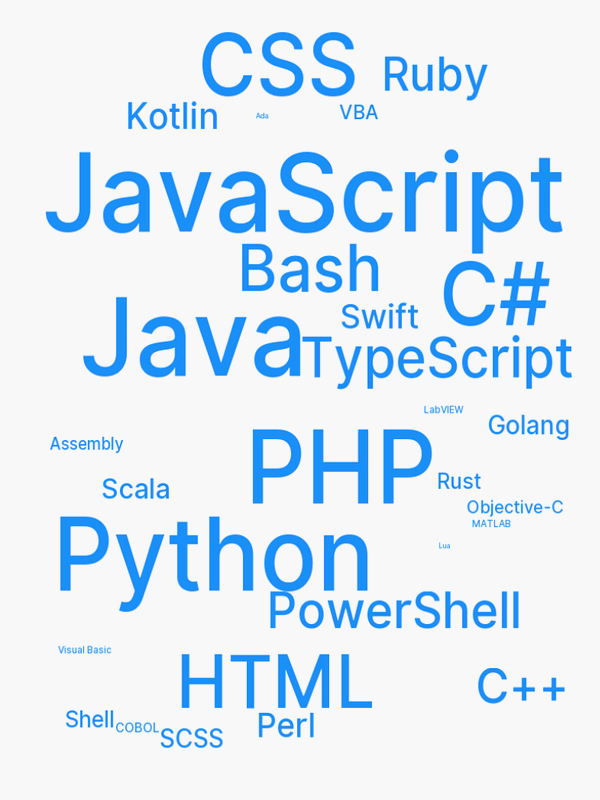 CSS
Ruby
Kotlin
Ada
VBA
JavaScript
Bash
C#
Java
Swift
TypeScript
LabVIEW
Golang
Assembly
PHP
Scala
Rust
Objective-C
MATLAB
Python
Lua
PowerShell
Visual Basic
HTML
C++
Shell
COBOL
SCSS
Perl